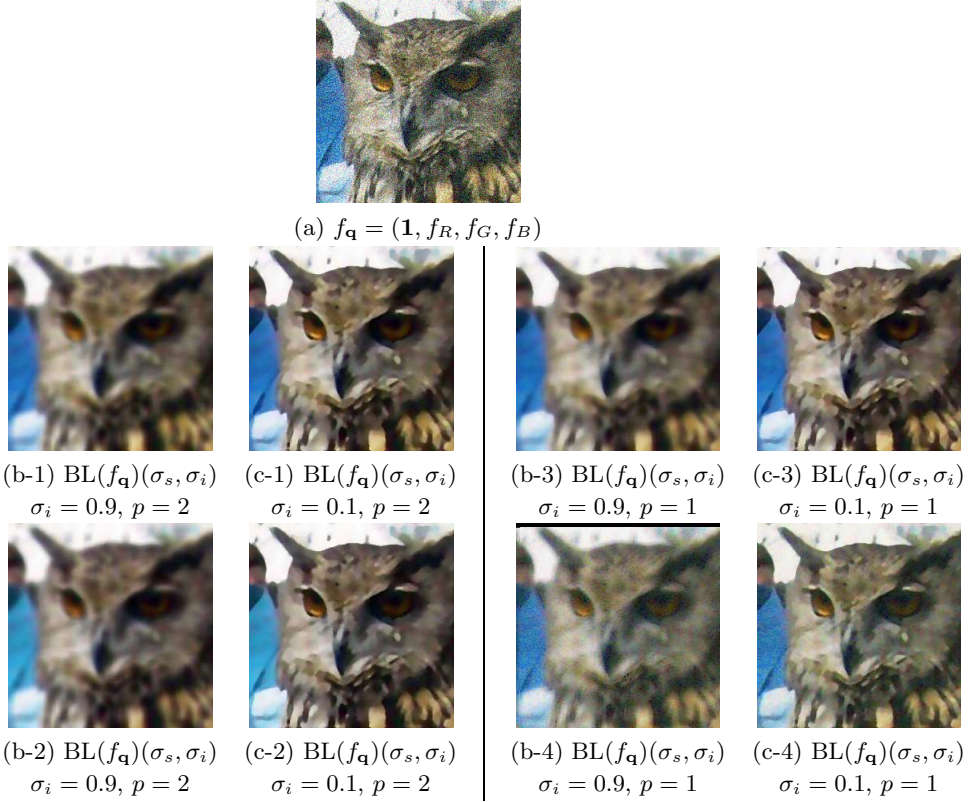 (a) f_q = (1, f_R, f_G, f_B)
(b-1) BL(f_q)(σ_s, σ_i) (c-1) BL(f_q)(σ_s, σ_i) (b-3) BL(f_q)(σ_s, σ_i) (c-3) BL(f_q)(σ_s, σ_i)
σ_i = 0.9, p = 2 σ_i = 0.1, p = 2 σ_i = 0.9, p = 1 σ_i = 0.1, p = 1
(b-2) BL(f_q)(σ_s, σ_i) (c-2) BL(f_q)(σ_s, σ_i) (b-4) BL(f_q)(σ_s, σ_i) (c-4) BL(f_q)(σ_s, σ_i)
σ_i = 0.9, p = 2 σ_i = 0.1, p = 2 σ_i = 0.9, p = 1 σ_i = 0.1, p = 1